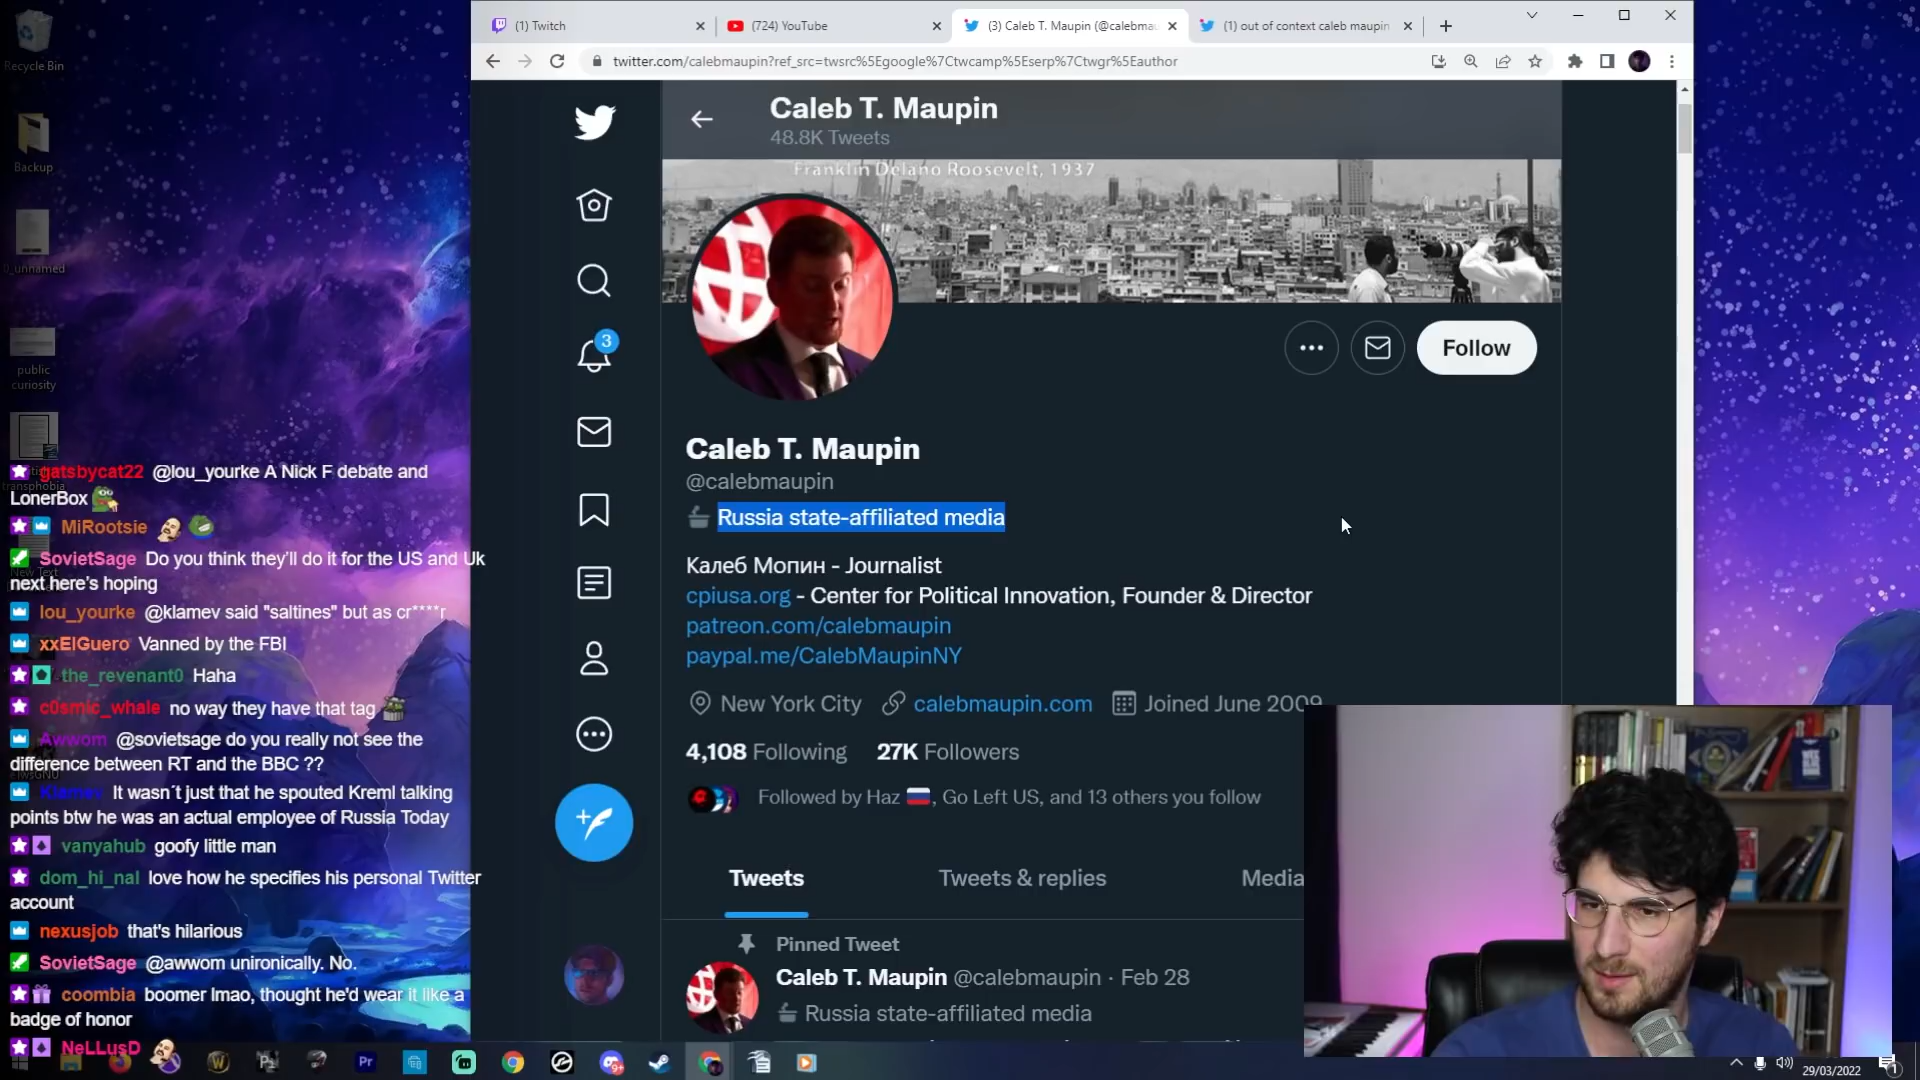 Recycle Bin
Backup
0_unnamed
public
curiosity
(1) Twitch
(724) YouTube
(3) Caleb T. Maupin (@calebma
(1) out of context caleb maupin
twitter.com/calebmaupin?ref_src=twsrc%5Egoogle%7Ctwcamp%5Eserp%7Ctwgr%5Eauthor
Caleb T. Maupin
48.8K Tweets
Franklin Delano Roosevelt, 1937
3
Follow
Caleb T. Maupin
@calebmaupin
Russia state-affiliated media
Калеб Мопин - Journalist
cpiusa.org - Center for Political Innovation, Founder & Director
patreon.com/calebmaupin
paypal.me/CalebMaupinNY
New York City calebmaupin.com Joined June 2009
4,108 Following 27K Followers
Followed by Haz 🇷🇺, Go Left US, and 13 others you follow
Tweets Tweets & replies Media
Pinned Tweet
Caleb T. Maupin @calebmaupin · Feb 28
Russia state-affiliated media
gatsbycat22 @lou_yourke A Nick F debate and
LonerBox
MiRootsie
SovietSage Do you think they'll do it for the US and Uk
next here's hoping
lou_yourke @klamev said "saltines" but as cr****r
xxElGuero Vanned by the FBI
the_revenant0 Haha
c0smic_whale no way they have that tag
Awwom @sovietsage do you really not see the
difference between RT and the BBC ??
Klamev It wasn´t just that he spouted Kreml talking
points btw he was an actual employee of Russia Today
vanyahub goofy little man
dom_hi_nal love how he specifies his personal Twitter
account
nexusjob that's hilarious
SovietSage @awwom unironically. No.
coombia boomer lmao, thought he'd wear it like a
badge of honor
NeLLusD
Pr
29/03/2022
1